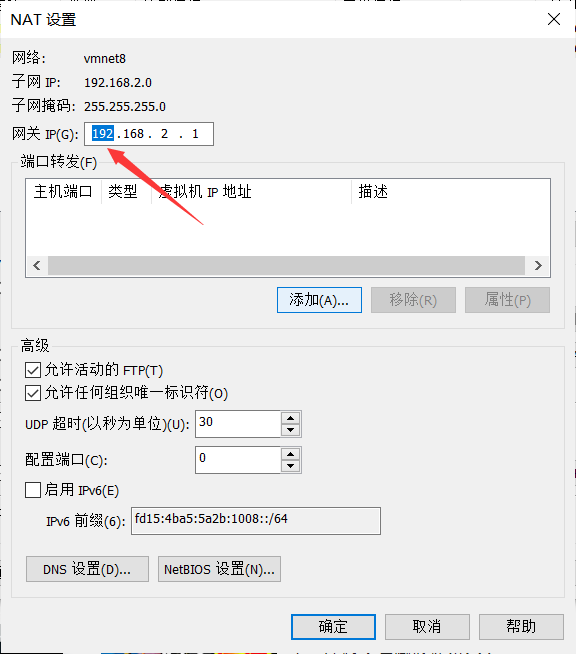 NAT 设置
网络: vmnet8
子网 IP: 192.168.2.0
子网掩码: 255.255.255.0
网关 IP(G): 192 .168 . 2 . 1
端口转发(F)
主机端口 类型 虚拟机 IP 地址 描述
添加(A)... 移除(R) 属性(P)
高级
允许活动的 FTP(T)
允许任何组织唯一标识符(O)
UDP 超时(以秒为单位)(U): 30
配置端口(C): 0
启用 IPv6(E)
IPv6 前缀(6): fd15:4ba5:5a2b:1008::/64
DNS 设置(D)... NetBIOS 设置(N)...
确定 取消 帮助